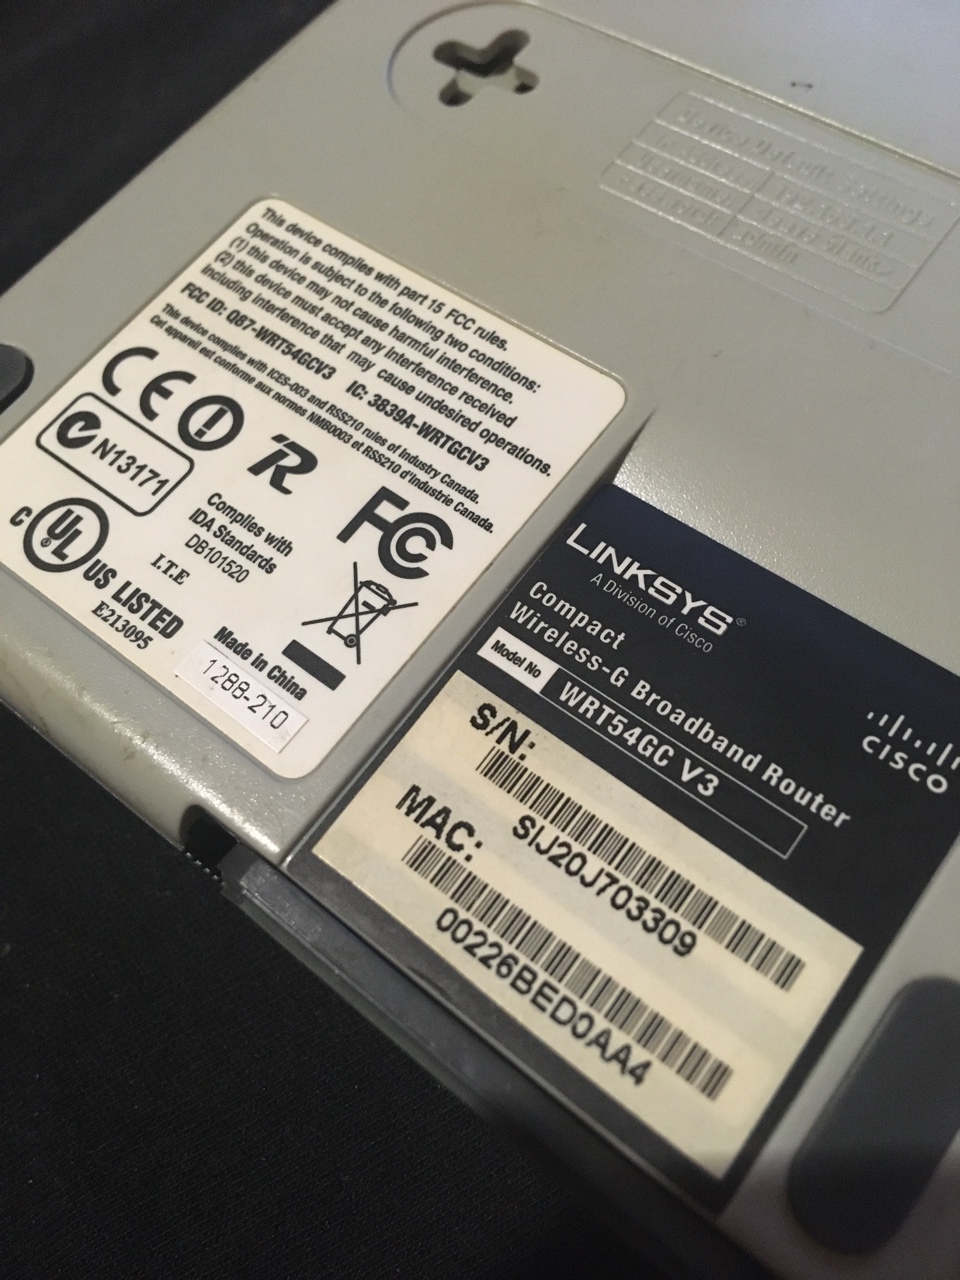 This device complies with part 15 FCC rules.
Operation is subject to the following two conditions:
(1) this device may not cause harmful interference.
(2) this device must accept any interference received
including interference that may cause undesired operations.
FCC ID: Q87-WRT54GCV3 IC: 3839A-WRTGCV3
This device complies with ICES-003 and RSS210 rules of Industry Canada.
Cet appareil est conforme aux normes NMB0003 et RSS210 d'Industrie Canada.
CE
N13171
R
FC
Complies with
IDA Standards
DB101520
C UL ® US LISTED
I.T.E
E213095
Made in China
1288-210
LINKSYS®
A Division of Cisco
Compact
Wireless-G Broadband Router
Model No WRT54GC V3
CISCO
S/N:
SIJ20J703309
MAC:
00226BED0AA4